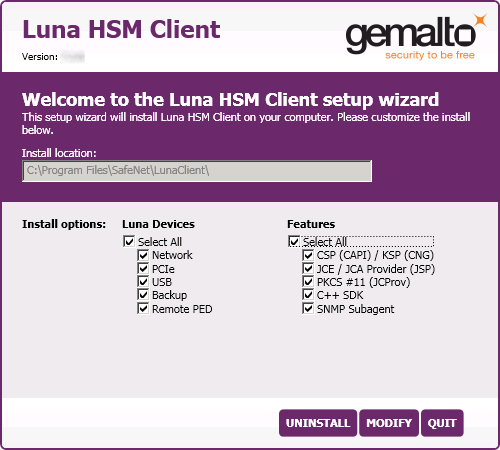 Luna HSM Client
gemalto
security to be free
Version:
Welcome to the Luna HSM Client setup wizard
This setup wizard will install Luna HSM Client on your computer. Please customize the install
below.
Install location:
C:\Program Files\SafeNet\LunaClient\
Install options:
Luna Devices
Select All
Network
PCIe
USB
Backup
Remote PED
Features
Select All
CSP (CAPI) / KSP (CNG)
JCE / JCA Provider (JSP)
PKCS #11 (JCProv)
C++ SDK
SNMP Subagent
UNINSTALL
MODIFY
QUIT